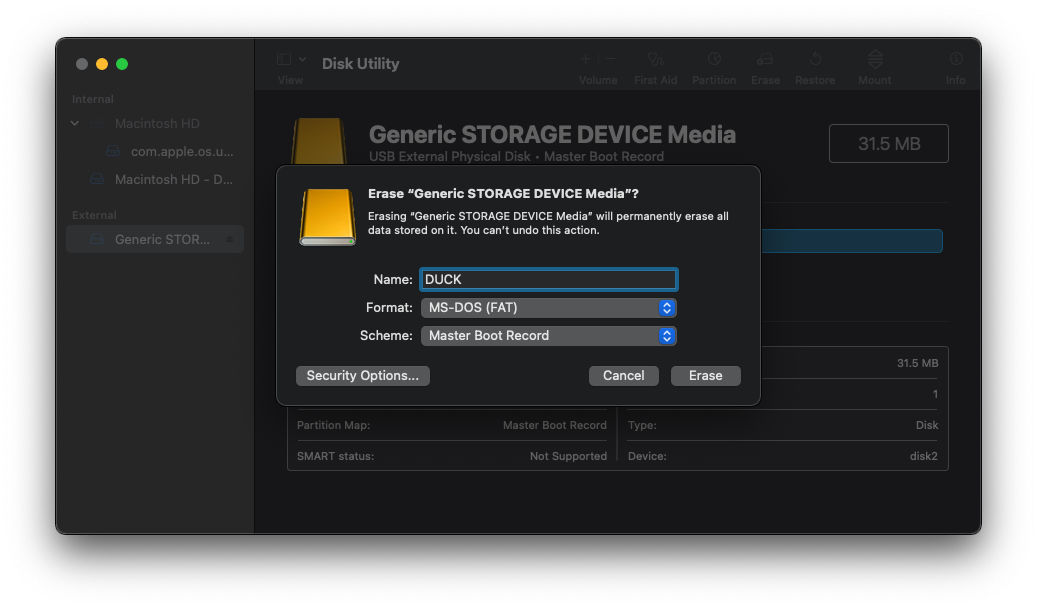 Disk Utility
View
Volume
First Aid
Partition
Erase
Restore
Mount
Info
Internal
Macintosh HD
com.apple.os.u...
Macintosh HD - D...
External
Generic STOR...
Generic STORAGE DEVICE Media
USB External Physical Disk • Master Boot Record
31.5 MB
Erase “Generic STORAGE DEVICE Media”?
Erasing “Generic STORAGE DEVICE Media” will permanently erase all
data stored on it. You can’t undo this action.
Name: DUCK
Format: MS-DOS (FAT)
Scheme: Master Boot Record
Security Options...
Cancel
Erase
31.5 MB
1
Partition Map: Master Boot Record
Type: Disk
SMART status: Not Supported
Device: disk2